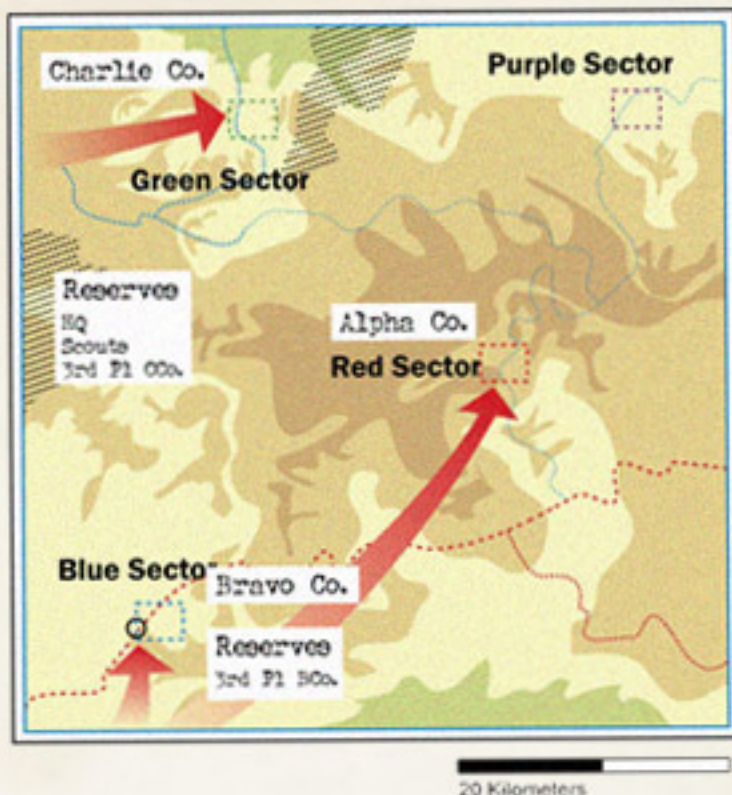 Charlie Co.
Purple Sector
Green Sector
Reserves
HQ
Scouts
3rd Pl CCo.
Alpha Co.
Red Sector
Blue Sector
Bravo Co.
Reserves
3rd Pl BCo.
20 Kilometers